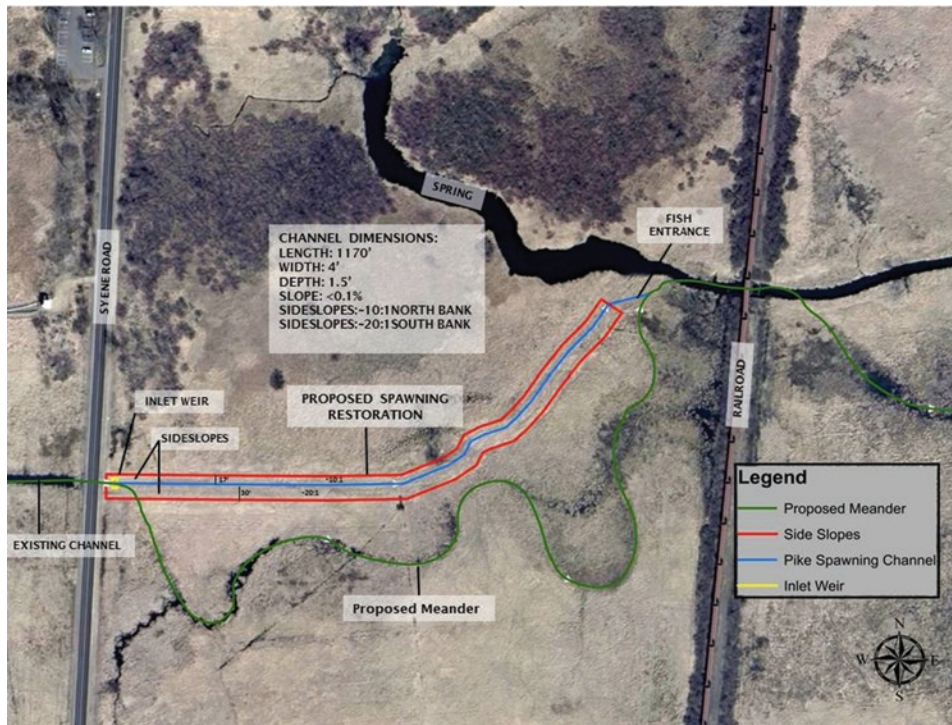 SPRING
FISH
ENTRANCE
CHANNEL DIMENSIONS:
LENGTH: 1170'
WIDTH: 4'
DEPTH: 1.5'
SLOPE: <0.1%
SIDESLOPES:~10:1NORTH BANK
SIDESLOPES:~20:1SOUTH BANK
SYENE ROAD
RAILROAD
INLET WEIR
PROPOSED SPAWNING
RESTORATION
SIDESLOPES
17'
~10:1
30'
~20:1
EXISTING CHANNEL
Proposed Meander
Legend
Proposed Meander
Side Slopes
Pike Spawning Channel
Inlet Weir
N
W
E
S